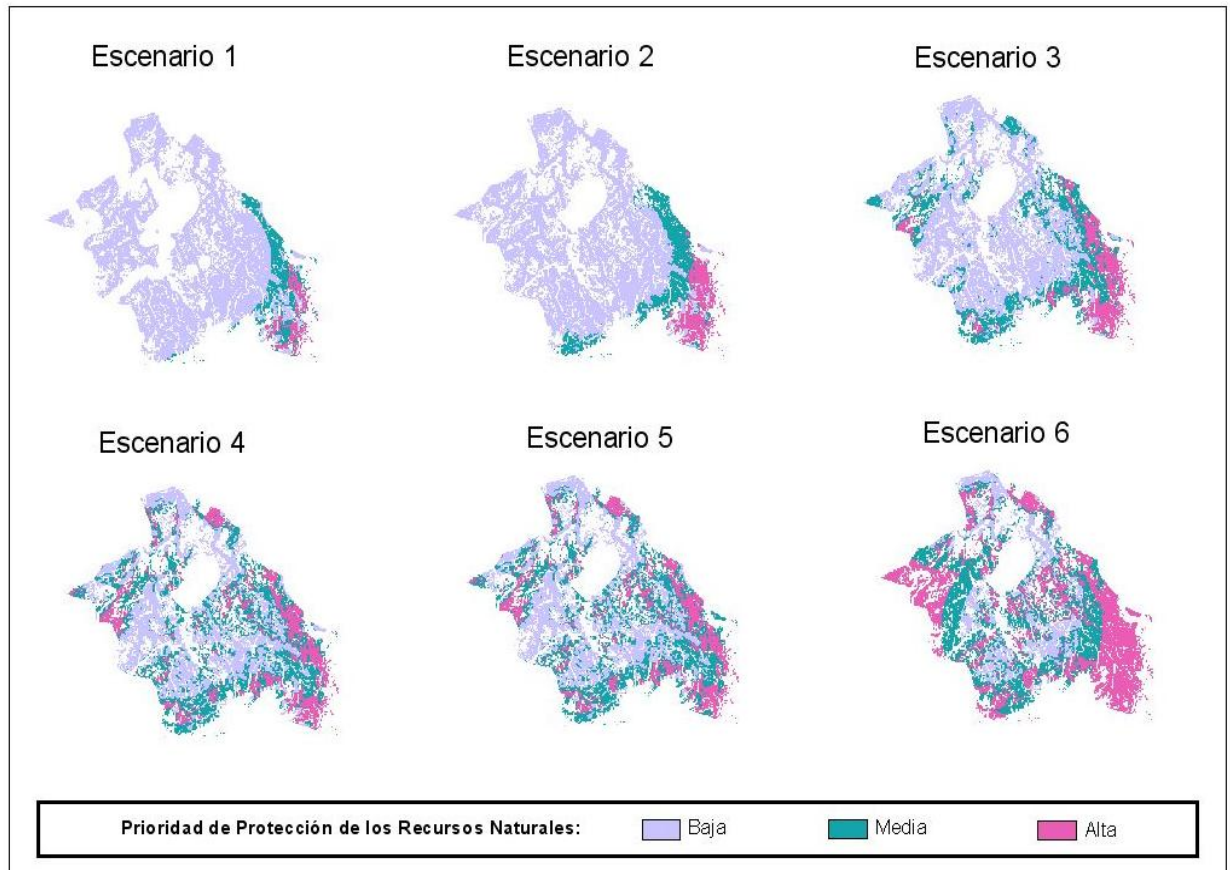 Escenario 1
Escenario 2
Escenario 3
Escenario 4
Escenario 5
Escenario 6
Prioridad de Protección de los Recursos Naturales: Baja Media Alta